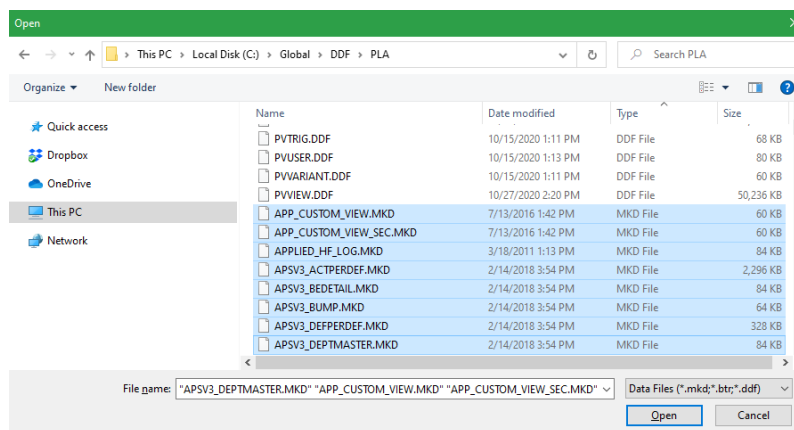 Open
This PC > Local Disk (C:) > Global > DDF > PLA
Search PLA
Organize
New folder
Name Date modified Type Size
Quick access
Dropbox
OneDrive
This PC
Network
PVTRIG.DDF 10/15/2020 1:11 PM DDF File 68 KB
PVUSER.DDF 10/15/2020 1:13 PM DDF File 80 KB
PVVARIANT.DDF 10/15/2020 1:11 PM DDF File 60 KB
PVVIEW.DDF 10/27/2020 2:20 PM DDF File 50,236 KB
APP_CUSTOM_VIEW.MKD 7/13/2016 1:42 PM MKD File 60 KB
APP_CUSTOM_VIEW_SEC.MKD 7/13/2016 1:42 PM MKD File 60 KB
APPLIED_HF_LOG.MKD 3/18/2011 1:13 PM MKD File 84 KB
APSV3_ACTPERDEF.MKD 2/14/2018 3:54 PM MKD File 2,296 KB
APSV3_BEDETAIL.MKD 2/14/2018 3:54 PM MKD File 84 KB
APSV3_BUMP.MKD 2/14/2018 3:54 PM MKD File 64 KB
APSV3_DEFPERDEF.MKD 2/14/2018 3:54 PM MKD File 328 KB
APSV3_DEPTMASTER.MKD 2/14/2018 3:54 PM MKD File 84 KB
File name: "APSV3_DEPTMASTER.MKD" "APP_CUSTOM_VIEW.MKD" "APP_CUSTOM_VIEW_SEC.MKD"
Data Files (*.mkd;*.btr;*.ddf)
Open
Cancel